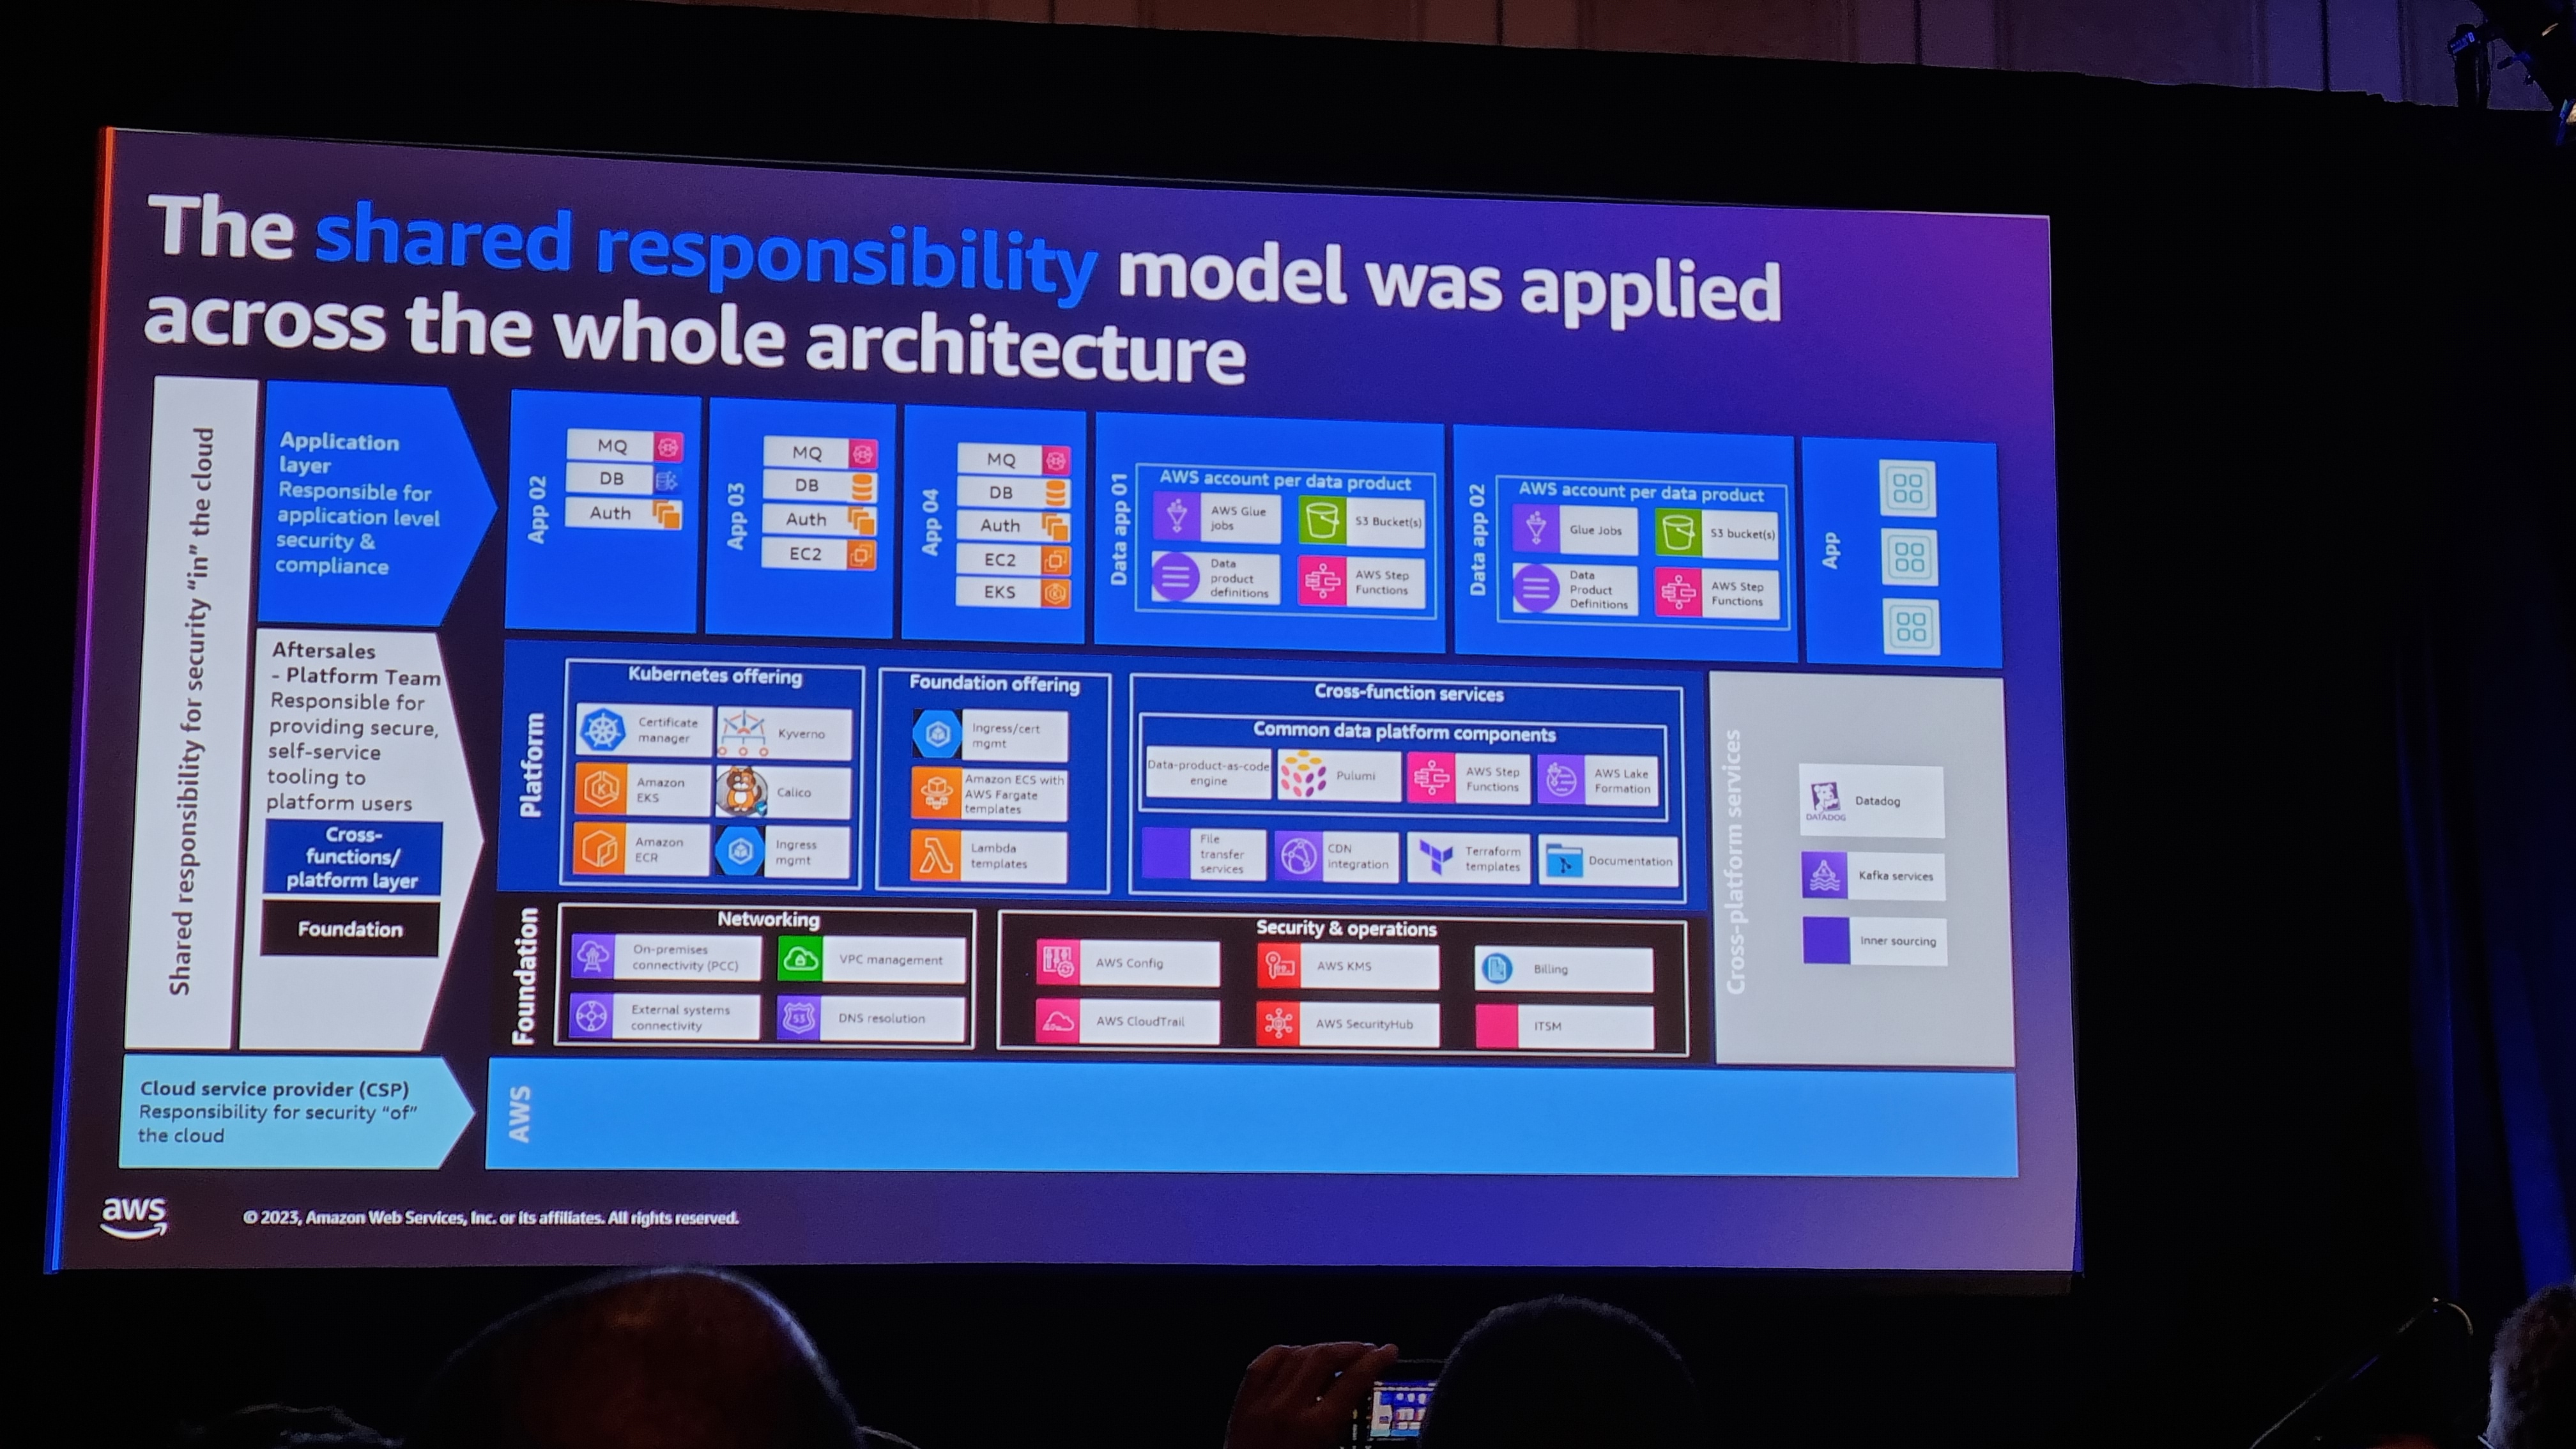 The shared responsibility model was applied
across the whole architecture
Shared responsibility for security "in" the cloud
Application
layer
Responsible for
application level
security &
compliance
Aftersales
- Platform Team
Responsible for
providing secure,
self-service
tooling to
platform users
Cross-
functions/
platform layer
Foundation
Cloud service provider (CSP)
Responsibility for security "of"
the cloud
App 02
MQ
DB
Auth
App 03
MQ
DB
Auth
EC2
App 04
MQ
DB
Auth
EC2
EKS
Data app 01
AWS account per data product
AWS Glue
jobs
S3 Bucket(s)
Data
product
definitions
AWS Step
Functions
Data app 02
AWS account per data product
Glue Jobs
S3 bucket(s)
Data
Product
Definitions
AWS Step
Functions
App
Platform
Kubernetes offering
Certificate
manager
Kyverno
Amazon
EKS
Calico
Amazon
ECR
Ingress
mgmt
Foundation offering
Ingress/cert
mgmt
Amazon ECS with
AWS Fargate
templates
Lambda
templates
Cross-function services
Common data platform components
Data-product-as-code
engine
Pulumi
AWS Step
Functions
AWS Lake
Formation
File
transfer
services
CDN
integration
Terraform
templates
Documentation
Cross-platform services
DATADOG
Datadog
Kafka services
Inner sourcing
Foundation
Networking
On-premises
connectivity (PCC)
VPC management
External systems
connectivity
53
DNS resolution
Security & operations
AWS Config
AWS KMS
Billing
AWS CloudTrail
AWS SecurityHub
ITSM
AWS
aws
© 2023, Amazon Web Services, Inc. or its affiliates. All rights reserved.